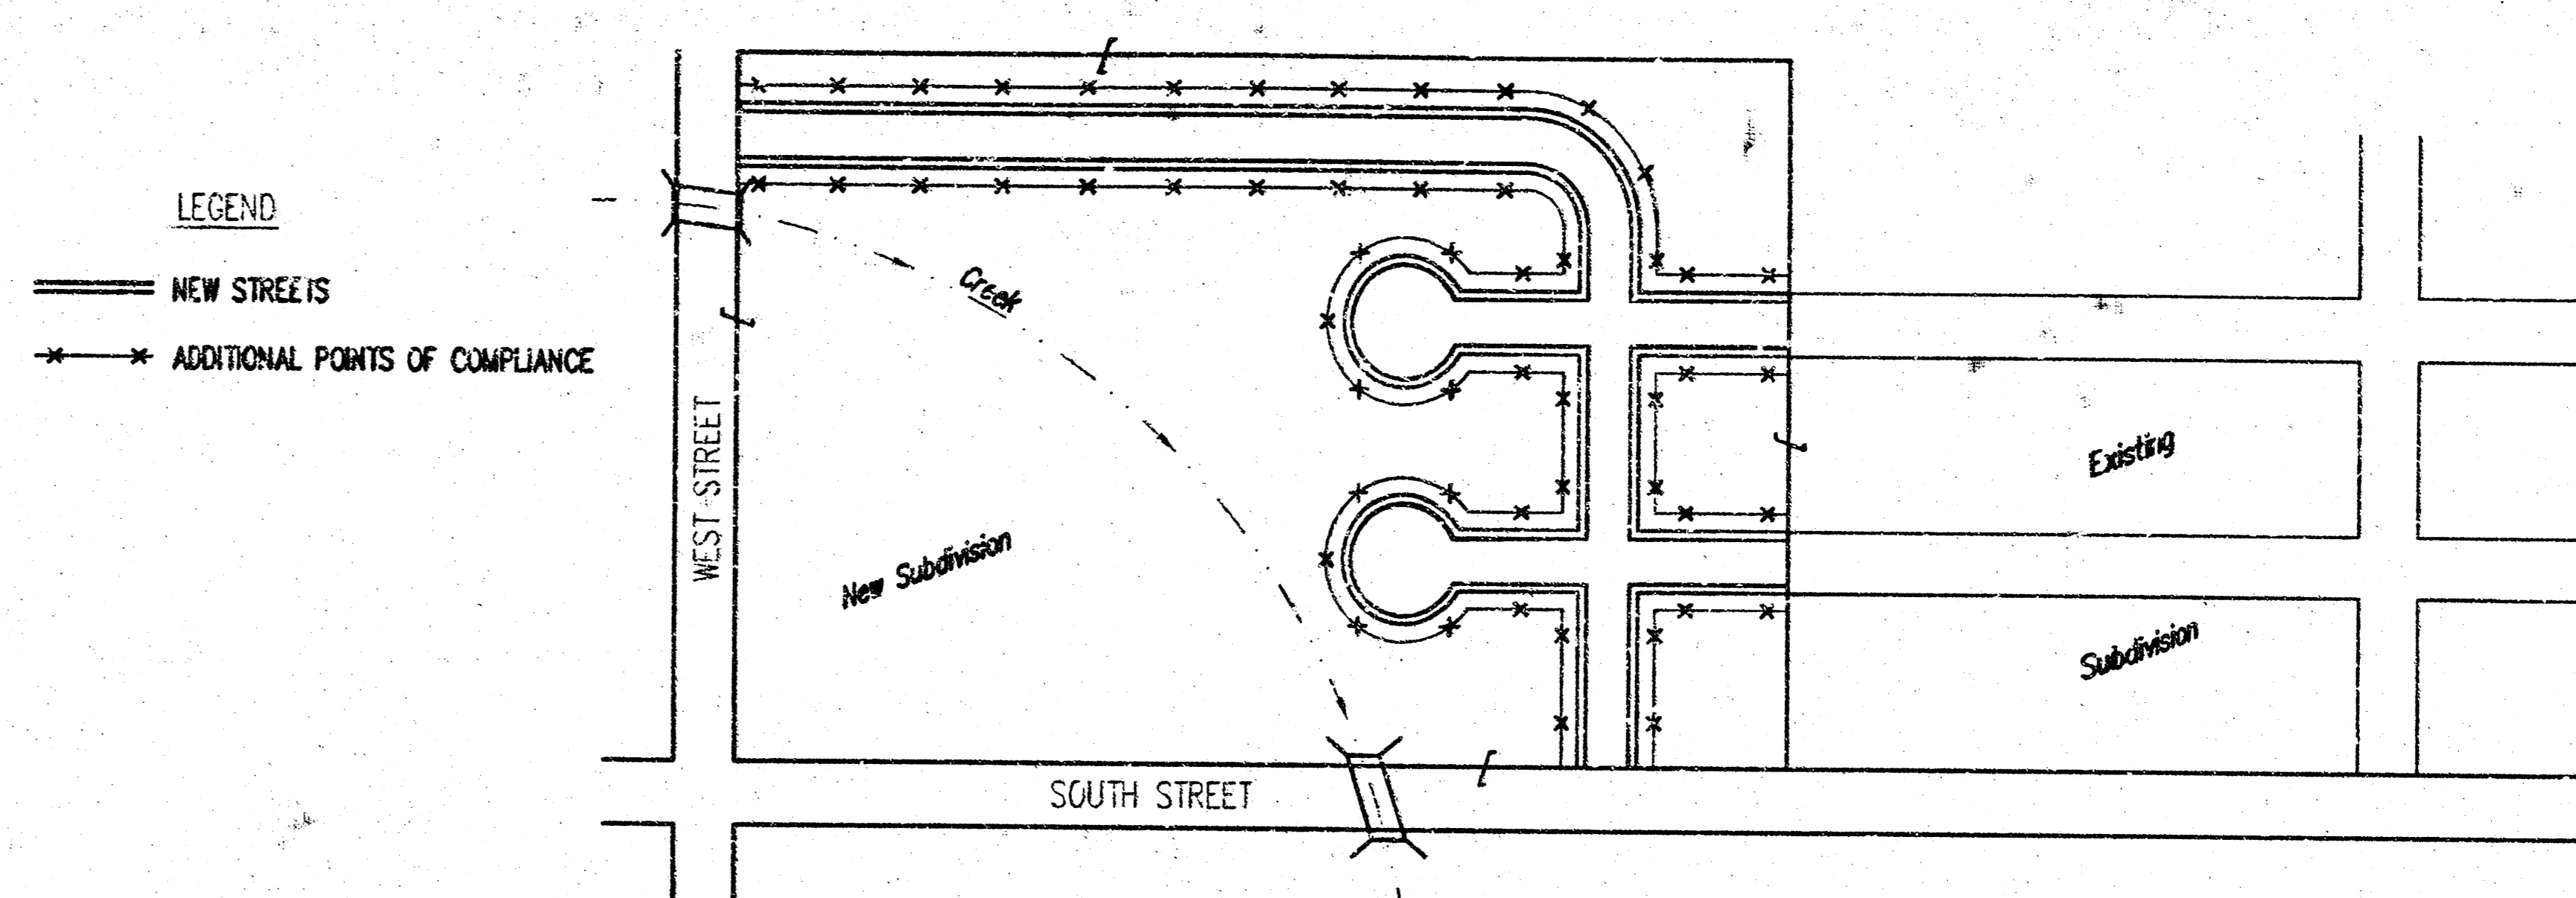 LEGEND
NEW STREETS
ADDITIONAL POINTS OF COMPLIANCE
Creek
WEST STREET
New Subdivision
SOUTH STREET
Existing
Subdivision